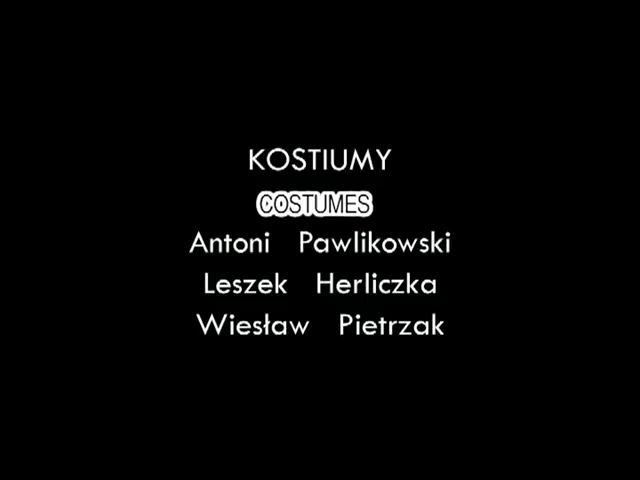 KOSTIUMY
COSTUMES
Antoni Pawlikowski
Leszek Herliczka
Wiesław Pietrzak